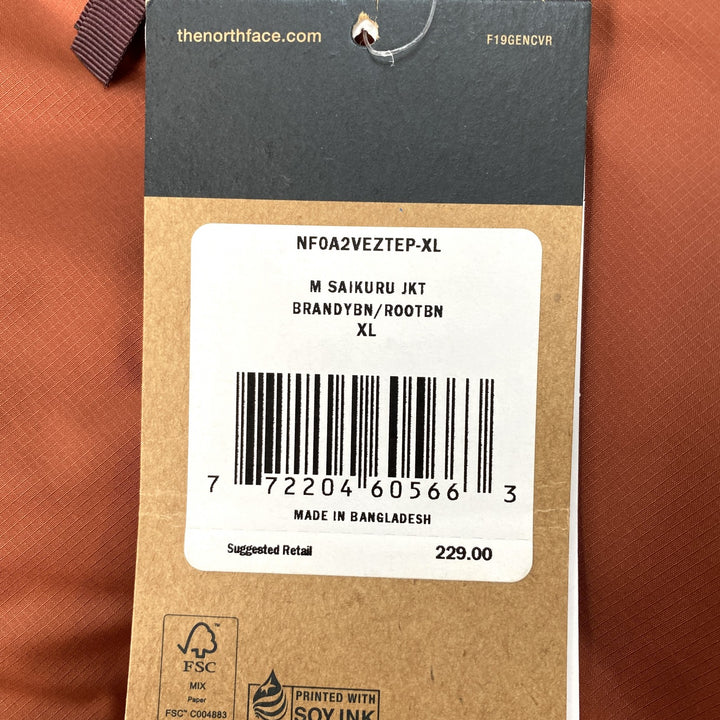 thenorthface.com F19GENCVR
NF0A2VEZTEP-XL
M SAIKURU JKT
BRANDYBN/ROOTBN
XL
7 72204 60566 3
MADE IN BANGLADESH
Suggested Retail 229.00
FSC
MIX
Paper
FSC™ C004883
PRINTED WITH
SOY INK